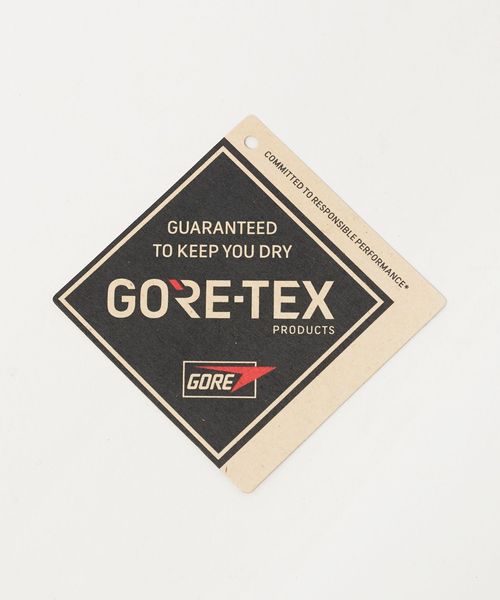 COMMITTED TO RESPONSIBLE PERFORMANCE®
GUARANTEED
TO KEEP YOU DRY
GORE-TEX
PRODUCTS
GORE